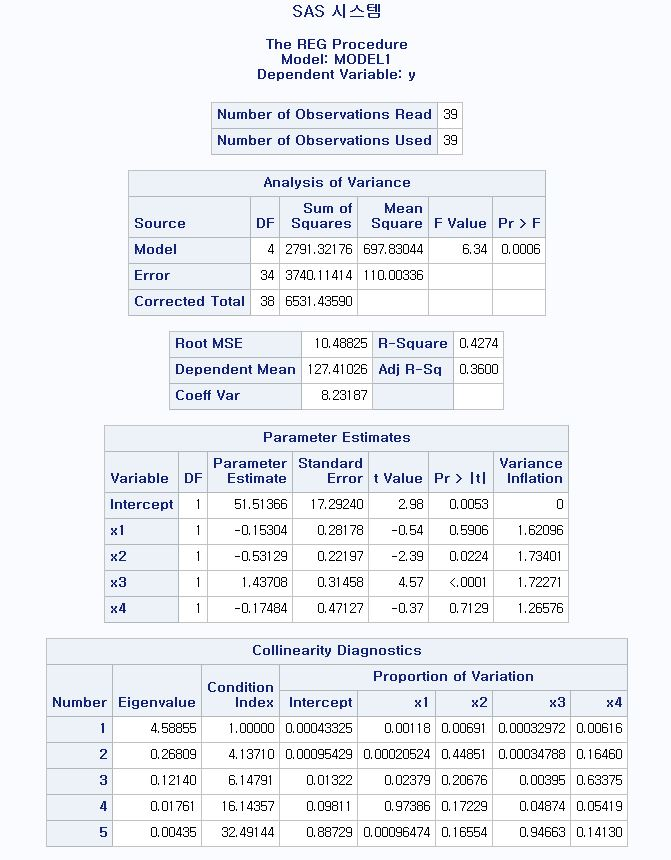 SAS 시스템
The REG Procedure
Model: MODEL1
Dependent Variable: y
Number of Observations Read 39
Number of Observations Used 39
Analysis of Variance
Source DF Sum of Squares Mean Square F Value Pr > F
Model 4 2791.32176 697.83044 6.34 0.0006
Error 34 3740.11414 110.00336
Corrected Total 38 6531.43590
Root MSE 10.48825 R-Square 0.4274
Dependent Mean 127.41026 Adj R-Sq 0.3600
Coeff Var 8.23187
Parameter Estimates
Variable DF Parameter Estimate Standard Error t Value Pr > |t| Variance Inflation
Intercept 1 51.51366 17.29240 2.98 0.0053 0
x1 1 -0.15304 0.28178 -0.54 0.5906 1.62096
x2 1 -0.53129 0.22197 -2.39 0.0224 1.73401
x3 1 1.43708 0.31458 4.57 <.0001 1.72271
x4 1 -0.17484 0.47127 -0.37 0.7129 1.26576
Collinearity Diagnostics
Number Eigenvalue Condition Index Proportion of Variation
Intercept x1 x2 x3 x4
1 4.58855 1.00000 0.00043325 0.00118 0.00691 0.00032972 0.00616
2 0.26809 4.13710 0.00095429 0.00020524 0.44851 0.00034788 0.16460
3 0.12140 6.14791 0.01322 0.02379 0.20676 0.00395 0.63375
4 0.01761 16.14357 0.09811 0.97386 0.17229 0.04874 0.05419
5 0.00435 32.49144 0.88729 0.00096474 0.16554 0.94663 0.14130